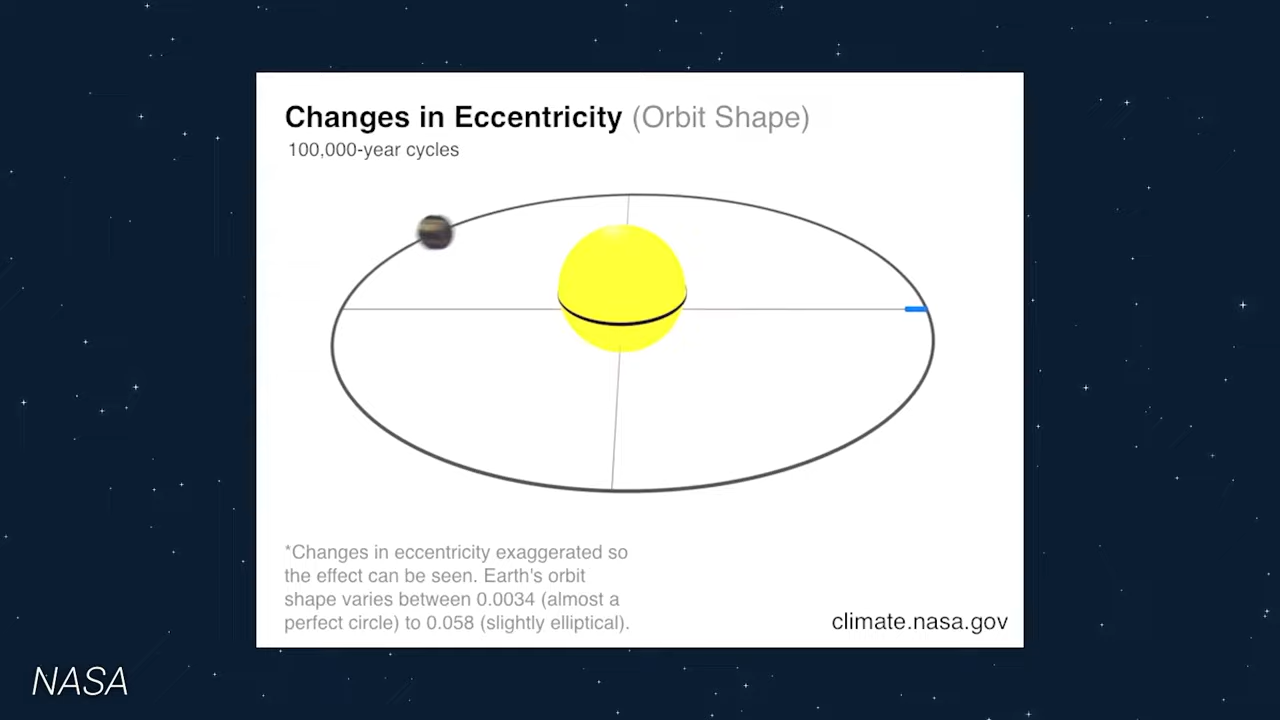 Changes in Eccentricity (Orbit Shape)
100,000-year cycles
*Changes in eccentricity exaggerated so
the effect can be seen. Earth's orbit
shape varies between 0.0034 (almost a
perfect circle) to 0.058 (slightly elliptical).
climate.nasa.gov
NASA